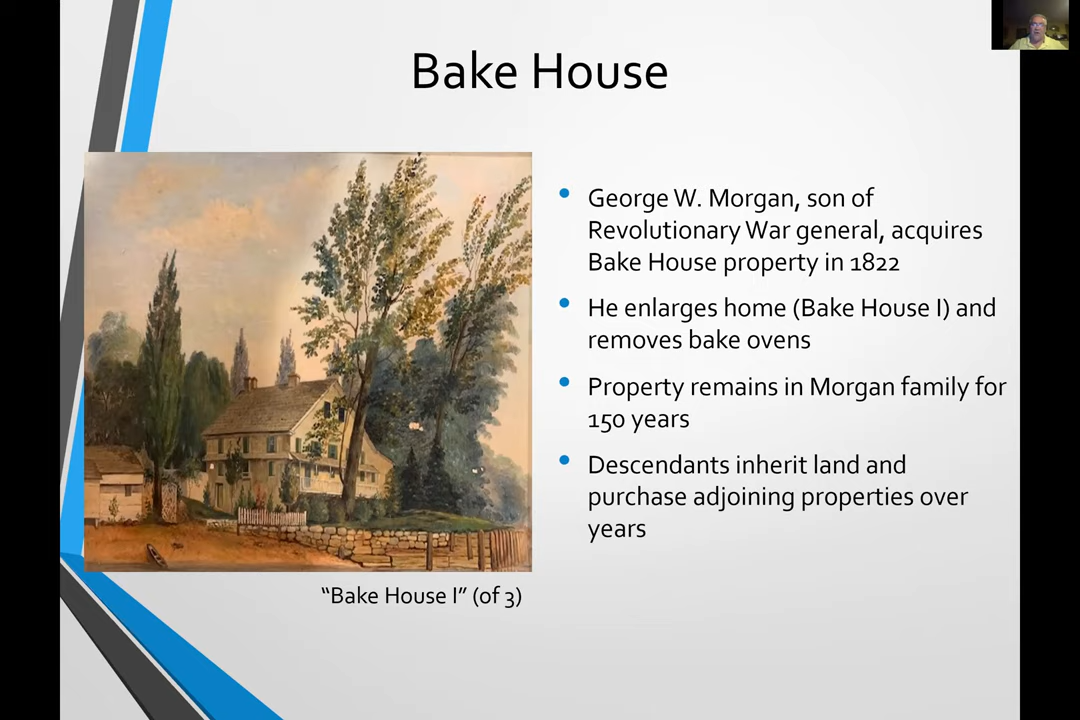 Bake House
George W. Morgan, son of
Revolutionary War general, acquires
Bake House property in 1822
He enlarges home (Bake House I) and
removes bake ovens
Property remains in Morgan family for
150 years
Descendants inherit land and
purchase adjoining properties over
years
“Bake House I” (of 3)